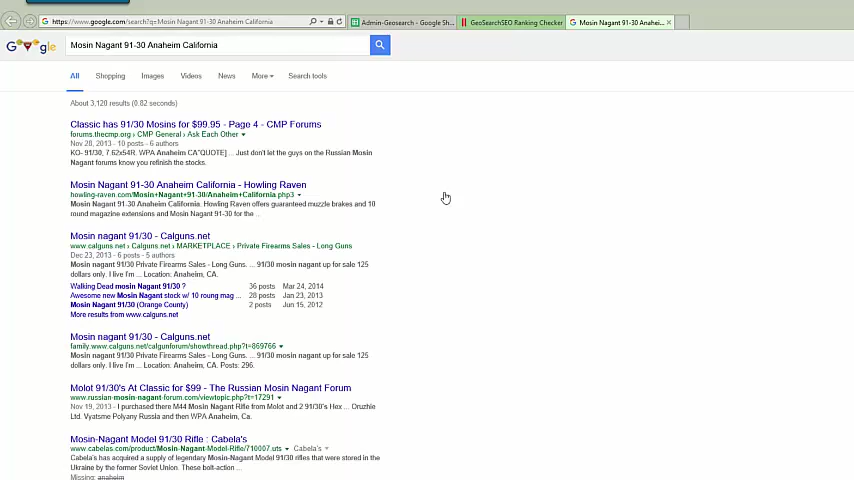 https://www.google.com/search?q=Mosin Nagant 91-30 Anaheim California
Admin-Geosearch - Google Sh...
GeoSearchSEO Ranking Checker
Mosin Nagant 91-30 Anahei...
Google
Mosin Nagant 91-30 Anaheim California
All Shopping Images Videos News More Search tools
About 3,120 results (0.82 seconds)
Classic has 91/30 Mosins for $99.95 - Page 4 - CMP Forums
forums.thecmp.org › CMP General › Ask Each Other
Nov 28, 2013 - 10 posts - 6 authors
KO- 91/30, 7.62x54R. WPA Anaheim CA"QUOTE] ... Just don't let the guys on the Russian Mosin
Nagant forums know you refinish the stocks.
Mosin Nagant 91-30 Anaheim California - Howling Raven
howling-raven.com/Mosin+Nagant+91-30/Anaheim+California.php3
Mosin Nagant 91-30 Anaheim California. Howling Raven offers guaranteed muzzle brakes and 10
round magazine extensions and Mosin Nagant 91-30 for the ...
Mosin nagant 91/30 - Calguns.net
www.calguns.net › Calguns.net › MARKETPLACE › Private Firearms Sales - Long Guns
Dec 23, 2013 - 6 posts - 5 authors
Mosin nagant 91/30 Private Firearms Sales - Long Guns. ... 91/30 mosin nagant up for sale 125
dollars only. I live I'm ... Location: Anaheim, CA.
Walking Dead mosin Nagant 91/30 ? 36 posts Mar 24, 2014
Awesome new Mosin Nagant stock w/ 10 roung mag ... 28 posts Jan 23, 2013
Mosin Nagant 91/30 (Orange County) 2 posts Jun 15, 2012
More results from www.calguns.net
Mosin nagant 91/30 - Calguns.net
family.www.calguns.net/calgunforum/showthread.php?t=869766
Mosin nagant 91/30 Private Firearms Sales - Long Guns. ... 91/30 mosin nagant up for sale 125
dollars only. I live I'm ... Location: Anaheim, CA. Posts: 296.
Molot 91/30's At Classic for $99 - The Russian Mosin Nagant Forum
www.russian-mosin-nagant-forum.com/viewtopic.php?t=17291
Nov 19, 2013 - I purchased there M44 Mosin Nagant Rifle from Molot and 2 91/30's Hex ... Oruzhie
Ltd. Vyatsme Polyany Russia and then WPA Anaheim, Ca.
Mosin-Nagant Model 91/30 Rifle : Cabela's
www.cabelas.com/product/Mosin-Nagant-Model-Rifle/710007.uts Cabela's
Cabela's has acquired a supply of legendary Mosin-Nagant Model 91/30 rifles that were stored in the
Ukraine by the former Soviet Union. These bolt-action ...
Missing: anaheim